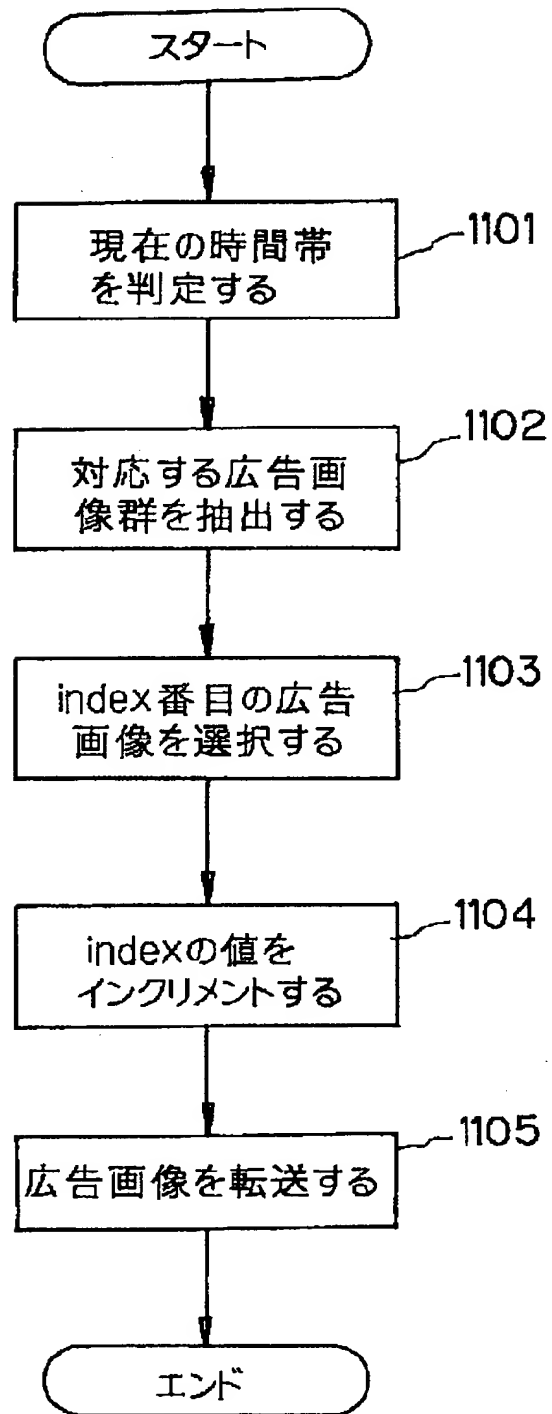 スタート
現在の時間帯
を判定する
1101
対応する広告画
像群を抽出する
1102
index番目の広告
画像を選択する
1103
indexの値を
インクリメントする
1104
広告画像を転送する
1105
エンド